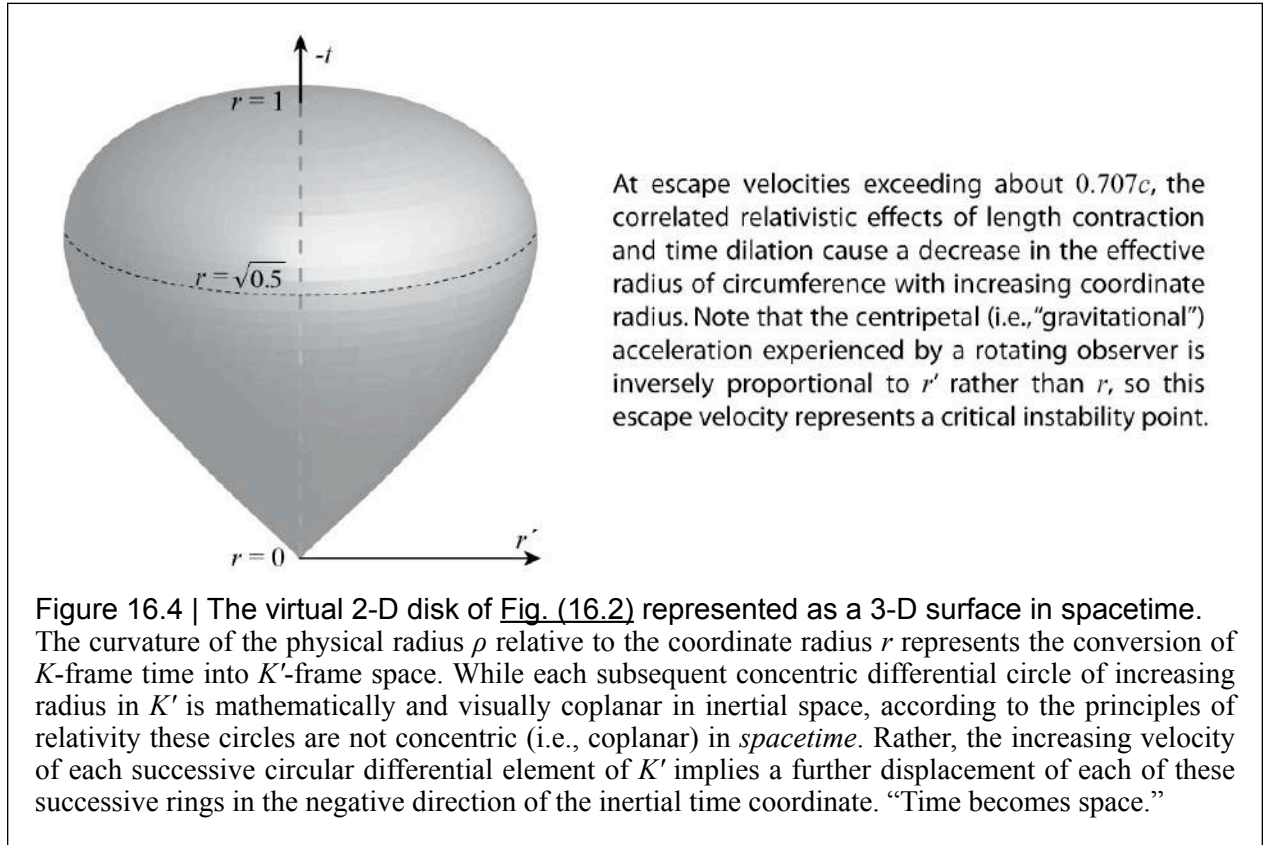 -t
r = 1
r = √0.5
r´
r = 0
At escape velocities exceeding about 0.707c, the
correlated relativistic effects of length contraction
and time dilation cause a decrease in the effective
radius of circumference with increasing coordinate
radius. Note that the centripetal (i.e., “gravitational”)
acceleration experienced by a rotating observer is
inversely proportional to r′ rather than r, so this
escape velocity represents a critical instability point.
Figure 16.4 | The virtual 2-D disk of Fig. (16.2) represented as a 3-D surface in spacetime.
The curvature of the physical radius ρ relative to the coordinate radius r represents the conversion of
K-frame time into K′-frame space. While each subsequent concentric differential circle of increasing
radius in K′ is mathematically and visually coplanar in inertial space, according to the principles of
relativity these circles are not concentric (i.e., coplanar) in spacetime. Rather, the increasing velocity
of each successive circular differential element of K′ implies a further displacement of each of these
successive rings in the negative direction of the inertial time coordinate. “Time becomes space.”